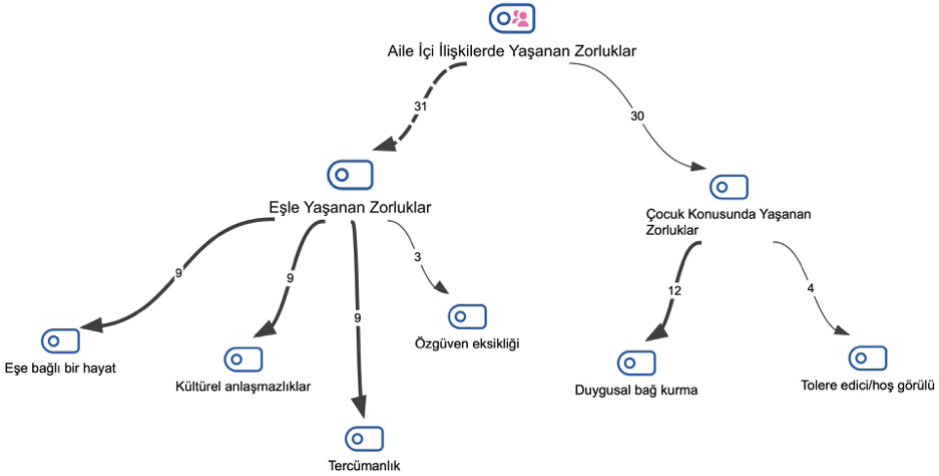 Aile İçi İlişkilerde Yaşanan Zorluklar
31
30
Eşle Yaşanan Zorluklar
Çocuk Konusunda Yaşanan
Zorluklar
9
9
9
3
12
4
Eşe bağlı bir hayat
Kültürel anlaşmazlıklar
Tercümanlık
Özgüven eksikliği
Duygusal bağ kurma
Tolere edici/hoş görülü